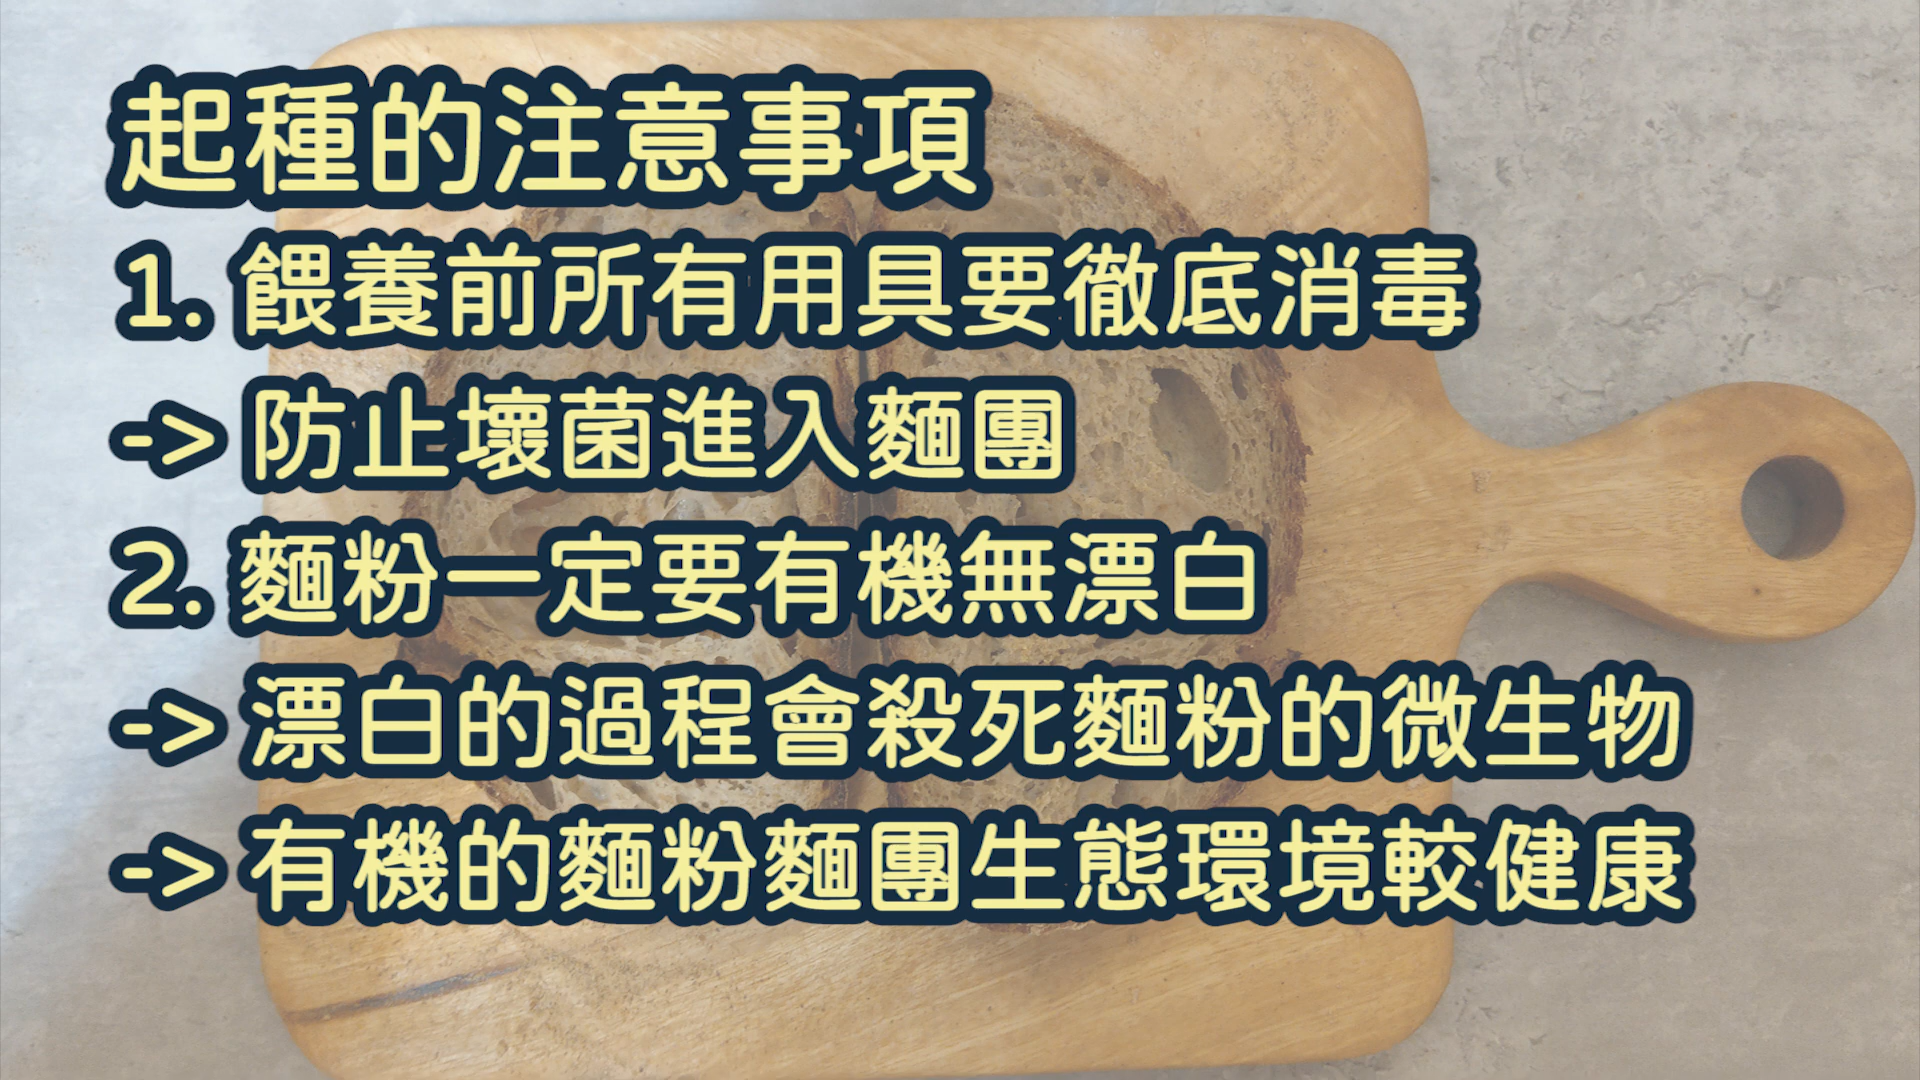 起種的注意事項
1. 餵養前所有用具要徹底消毒
-> 防止壞菌進入麵團
2. 麵粉一定要有機無漂白
-> 漂白的過程會殺死麵粉的微生物
-> 有機的麵粉麵團生態環境較健康